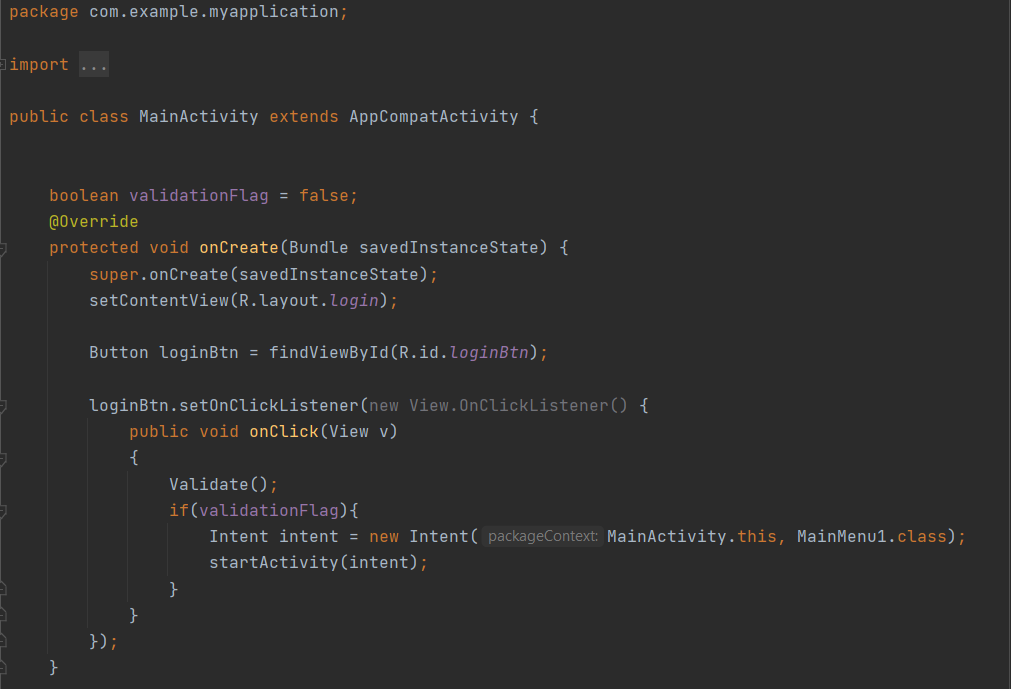 package com.example.myapplication;
import ...
public class MainActivity extends AppCompatActivity {
boolean validationFlag = false;
@Override
protected void onCreate(Bundle savedInstanceState) {
super.onCreate(savedInstanceState);
setContentView(R.layout.login);
Button loginBtn = findViewById(R.id.loginBtn);
loginBtn.setOnClickListener(new View.OnClickListener() {
public void onClick(View v)
{
Validate();
if(validationFlag){
Intent intent = new Intent( packageContext: MainActivity.this, MainMenu1.class);
startActivity(intent);
}
}
});
}